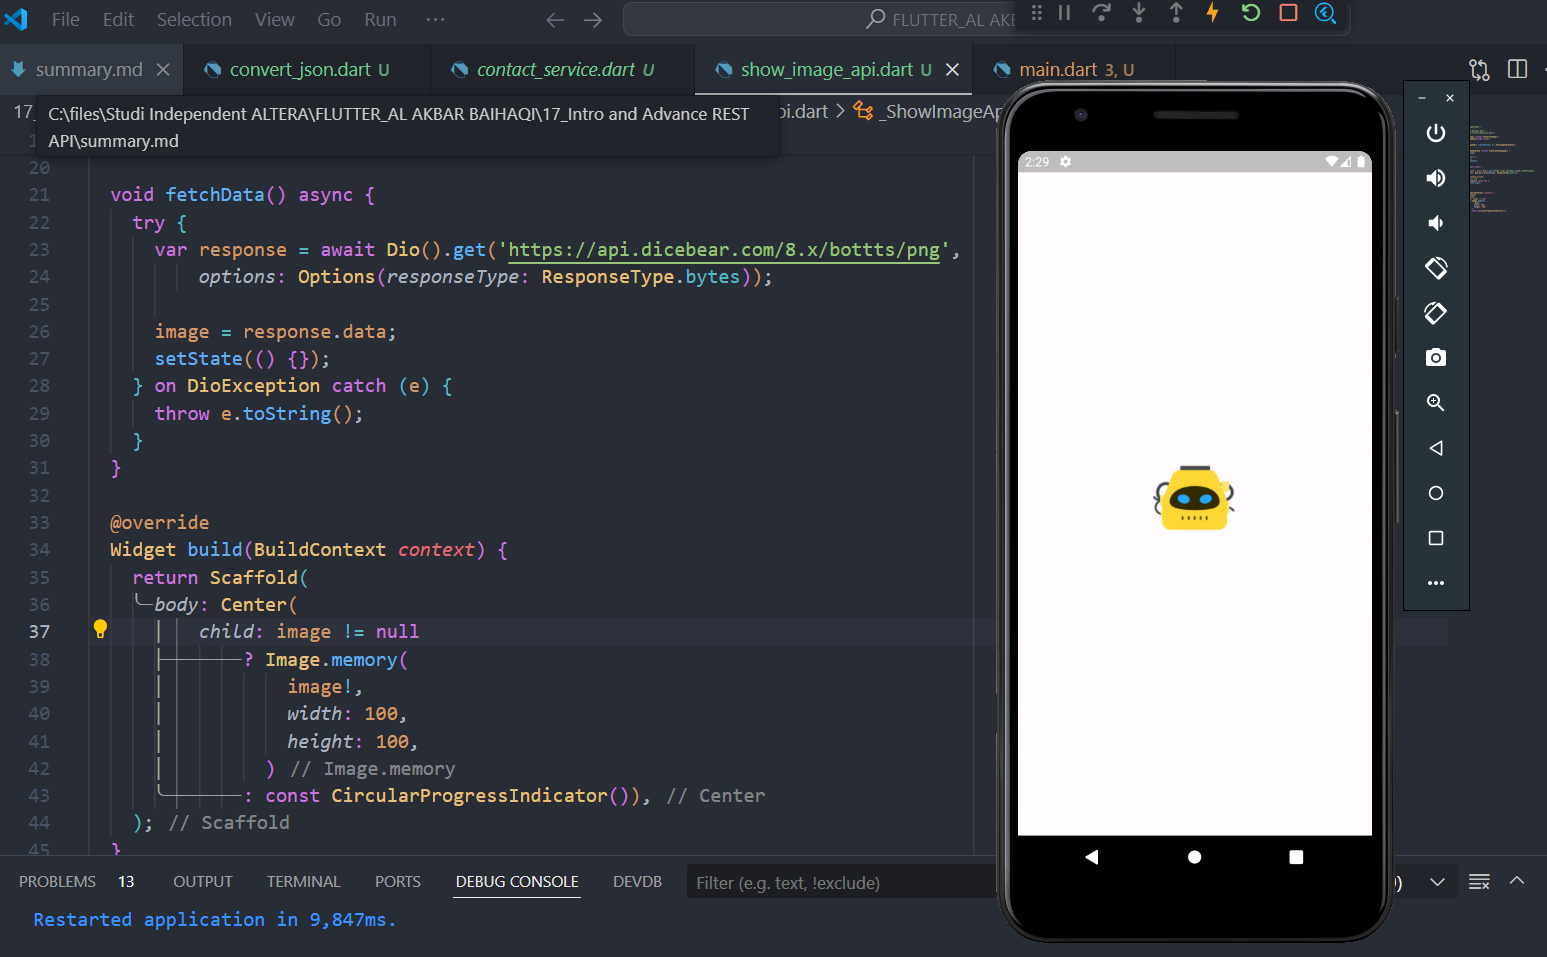 File Edit Selection View Go Run ···
FLUTTER_AL AKB
summary.md
convert_json.dart U
contact_service.dart U
show_image_api.dart U
main.dart 3, U
C:\files\Studi Independent ALTERA\FLUTTER_AL AKBAR BAIHAQI\17_Intro and Advance REST
API\summary.md
17_
pi.dart > _ShowImageAp
20
21 void fetchData() async {
22 try {
23 var response = await Dio().get('https://api.dicebear.com/8.x/bottts/png',
24 options: Options(responseType: ResponseType.bytes));
25
26 image = response.data;
27 setState(() {});
28 } on DioException catch (e) {
29 throw e.toString();
30 }
31 }
32
33 @override
34 Widget build(BuildContext context) {
35 return Scaffold(
36 body: Center(
37 child: image != null
38 ? Image.memory(
39 image!,
40 width: 100,
41 height: 100,
42 ) // Image.memory
43 : const CircularProgressIndicator()), // Center
44 ); // Scaffold
45 }
2:29
PROBLEMS 13 OUTPUT TERMINAL PORTS DEBUG CONSOLE DEVDB
Filter (e.g. text, !exclude)
Restarted application in 9,847ms.